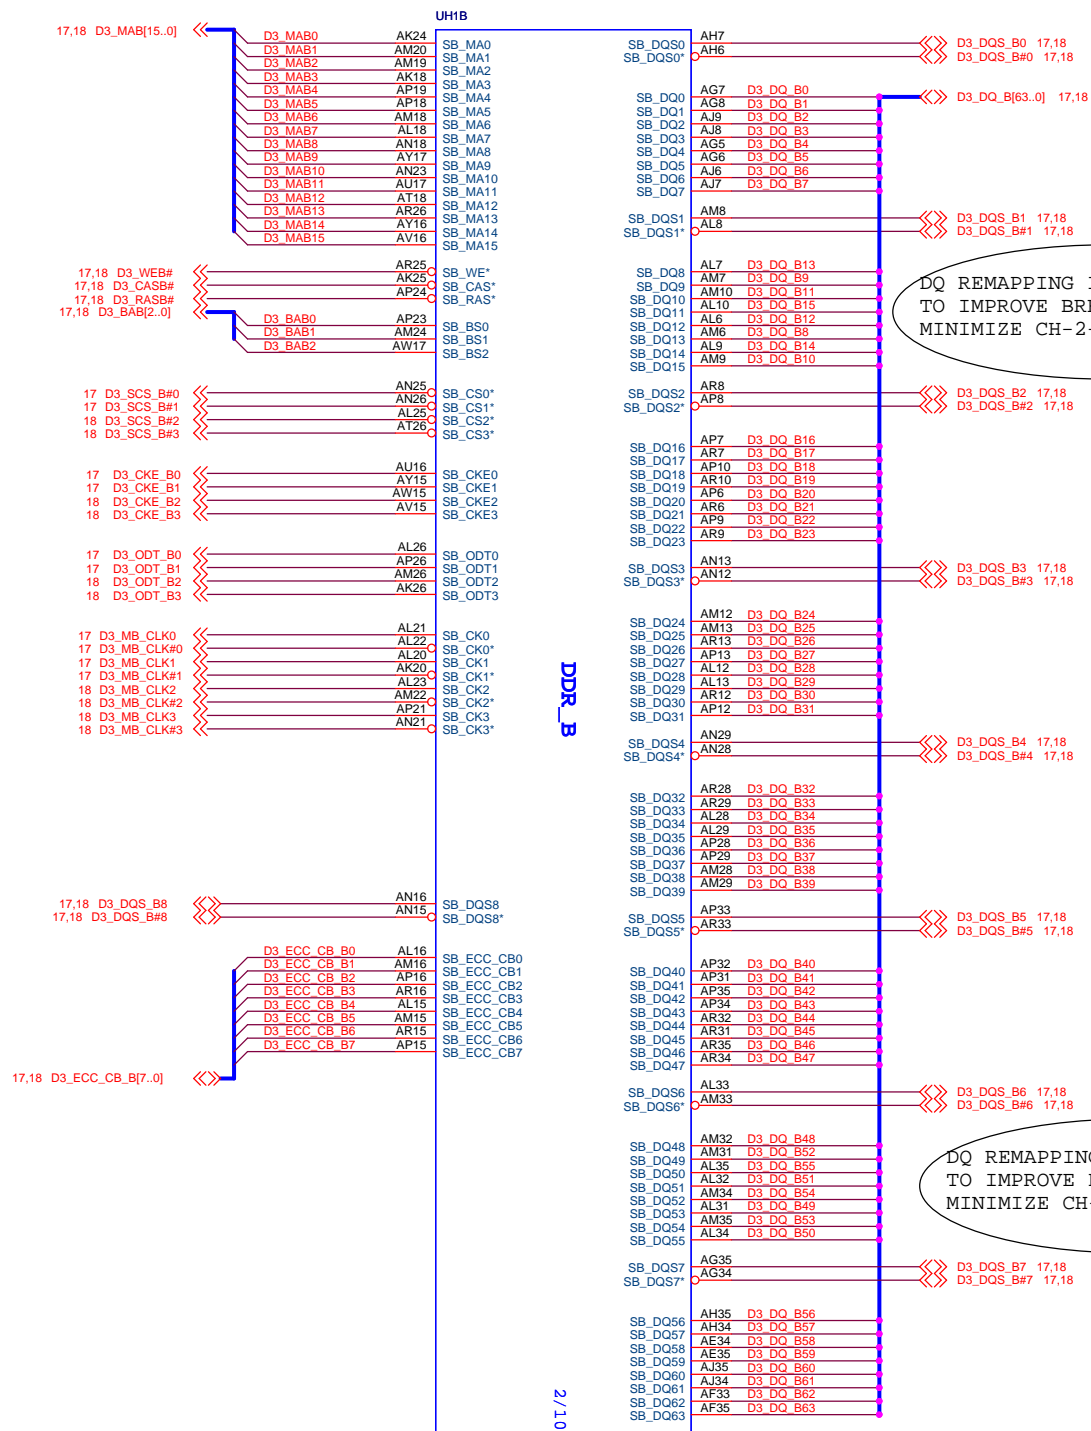 UH1B
17,18 D3_MAB[15..0]
D3_MAB0 AK24 SB_MA0
D3_MAB1 AM20 SB_MA1
D3_MAB2 AM19 SB_MA2
D3_MAB3 AK18 SB_MA3
D3_MAB4 AP19 SB_MA4
D3_MAB5 AP18 SB_MA5
D3_MAB6 AM18 SB_MA6
D3_MAB7 AL18 SB_MA7
D3_MAB8 AN18 SB_MA8
D3_MAB9 AY17 SB_MA9
D3_MAB10 AN23 SB_MA10
D3_MAB11 AU17 SB_MA11
D3_MAB12 AT18 SB_MA12
D3_MAB13 AR26 SB_MA13
D3_MAB14 AY16 SB_MA14
D3_MAB15 AV16 SB_MA15
17,18 D3_WEB# AR25 SB_WE*
17,18 D3_CASB# AK25 SB_CAS*
17,18 D3_RASB# AP24 SB_RAS*
17,18 D3_BAB[2..0]
D3_BAB0 AP23 SB_BS0
D3_BAB1 AM24 SB_BS1
D3_BAB2 AW17 SB_BS2
17 D3_SCS_B#0 AN25 SB_CS0*
17 D3_SCS_B#1 AN26 SB_CS1*
18 D3_SCS_B#2 AL25 SB_CS2*
18 D3_SCS_B#3 AT26 SB_CS3*
17 D3_CKE_B0 AU16 SB_CKE0
17 D3_CKE_B1 AY15 SB_CKE1
18 D3_CKE_B2 AW15 SB_CKE2
18 D3_CKE_B3 AV15 SB_CKE3
17 D3_ODT_B0 AL26 SB_ODT0
17 D3_ODT_B1 AP26 SB_ODT1
18 D3_ODT_B2 AM26 SB_ODT2
18 D3_ODT_B3 AK26 SB_ODT3
17 D3_MB_CLK0 AL21 SB_CK0
17 D3_MB_CLK#0 AL22 SB_CK0*
17 D3_MB_CLK1 AL20 SB_CK1
17 D3_MB_CLK#1 AK20 SB_CK1*
18 D3_MB_CLK2 AL23 SB_CK2
18 D3_MB_CLK#2 AM22 SB_CK2*
18 D3_MB_CLK3 AP21 SB_CK3
18 D3_MB_CLK#3 AN21 SB_CK3*
17,18 D3_DQS_B8 AN16 SB_DQS8
17,18 D3_DQS_B#8 AN15 SB_DQS8*
D3_ECC_CB_B0 AL16 SB_ECC_CB0
D3_ECC_CB_B1 AM16 SB_ECC_CB1
D3_ECC_CB_B2 AP16 SB_ECC_CB2
D3_ECC_CB_B3 AR16 SB_ECC_CB3
D3_ECC_CB_B4 AL15 SB_ECC_CB4
D3_ECC_CB_B5 AM15 SB_ECC_CB5
D3_ECC_CB_B6 AR15 SB_ECC_CB6
D3_ECC_CB_B7 AP15 SB_ECC_CB7
17,18 D3_ECC_CB_B[7..0]
DDR_B
2/10
SB_DQS0 AH7 D3_DQS_B0 17,18
SB_DQS0* AH6 D3_DQS_B#0 17,18
SB_DQ0 AG7 D3_DQ_B0 D3_DQ_B[63..0] 17,18
SB_DQ1 AG8 D3_DQ_B1
SB_DQ2 AJ9 D3_DQ_B2
SB_DQ3 AJ8 D3_DQ_B3
SB_DQ4 AG5 D3_DQ_B4
SB_DQ5 AG6 D3_DQ_B5
SB_DQ6 AJ6 D3_DQ_B6
SB_DQ7 AJ7 D3_DQ_B7
SB_DQS1 AM8 D3_DQS_B1 17,18
SB_DQS1* AL8 D3_DQS_B#1 17,18
SB_DQ8 AL7 D3_DQ_B13
SB_DQ9 AM7 D3_DQ_B9
SB_DQ10 AM10 D3_DQ_B11
SB_DQ11 AL10 D3_DQ_B15
SB_DQ12 AL6 D3_DQ_B12
SB_DQ13 AM6 D3_DQ_B8
SB_DQ14 AL9 D3_DQ_B14
SB_DQ15 AM9 D3_DQ_B10
DQ REMAPPING
TO IMPROVE
MINIMIZE CH-2-
SB_DQS2 AR8 D3_DQS_B2 17,18
SB_DQS2* AP8 D3_DQS_B#2 17,18
SB_DQ16 AP7 D3_DQ_B16
SB_DQ17 AR7 D3_DQ_B17
SB_DQ18 AP10 D3_DQ_B18
SB_DQ19 AR10 D3_DQ_B19
SB_DQ20 AP6 D3_DQ_B20
SB_DQ21 AR6 D3_DQ_B21
SB_DQ22 AP9 D3_DQ_B22
SB_DQ23 AR9 D3_DQ_B23
SB_DQS3 AN13 D3_DQS_B3 17,18
SB_DQS3* AN12 D3_DQS_B#3 17,18
SB_DQ24 AM12 D3_DQ_B24
SB_DQ25 AM13 D3_DQ_B25
SB_DQ26 AR13 D3_DQ_B26
SB_DQ27 AP13 D3_DQ_B27
SB_DQ28 AL12 D3_DQ_B28
SB_DQ29 AL13 D3_DQ_B29
SB_DQ30 AR12 D3_DQ_B30
SB_DQ31 AP12 D3_DQ_B31
SB_DQS4 AN29 D3_DQS_B4 17,18
SB_DQS4* AN28 D3_DQS_B#4 17,18
SB_DQ32 AR28 D3_DQ_B32
SB_DQ33 AR29 D3_DQ_B33
SB_DQ34 AL28 D3_DQ_B34
SB_DQ35 AL29 D3_DQ_B35
SB_DQ36 AP28 D3_DQ_B36
SB_DQ37 AP29 D3_DQ_B37
SB_DQ38 AM28 D3_DQ_B38
SB_DQ39 AM29 D3_DQ_B39
SB_DQS5 AP33 D3_DQS_B5 17,18
SB_DQS5* AR33 D3_DQS_B#5 17,18
SB_DQ40 AP32 D3_DQ_B40
SB_DQ41 AP31 D3_DQ_B41
SB_DQ42 AP35 D3_DQ_B42
SB_DQ43 AP34 D3_DQ_B43
SB_DQ44 AR32 D3_DQ_B44
SB_DQ45 AR31 D3_DQ_B45
SB_DQ46 AR35 D3_DQ_B46
SB_DQ47 AR34 D3_DQ_B47
SB_DQS6 AL33 D3_DQS_B6 17,18
SB_DQS6* AM33 D3_DQS_B#6 17,18
SB_DQ48 AM32 D3_DQ_B48
SB_DQ49 AM31 D3_DQ_B52
SB_DQ50 AL35 D3_DQ_B55
SB_DQ51 AL32 D3_DQ_B51
SB_DQ52 AM34 D3_DQ_B54
SB_DQ53 AL31 D3_DQ_B49
SB_DQ54 AM35 D3_DQ_B53
SB_DQ55 AL34 D3_DQ_B50
DQ REMAPPING
TO IMPROVE
MINIMIZE CH-
SB_DQS7 AG35 D3_DQS_B7 17,18
SB_DQS7* AG34 D3_DQS_B#7 17,18
SB_DQ56 AH35 D3_DQ_B56
SB_DQ57 AH34 D3_DQ_B57
SB_DQ58 AE34 D3_DQ_B58
SB_DQ59 AE35 D3_DQ_B59
SB_DQ60 AJ35 D3_DQ_B60
SB_DQ61 AJ34 D3_DQ_B61
SB_DQ62 AF33 D3_DQ_B62
SB_DQ63 AF35 D3_DQ_B63